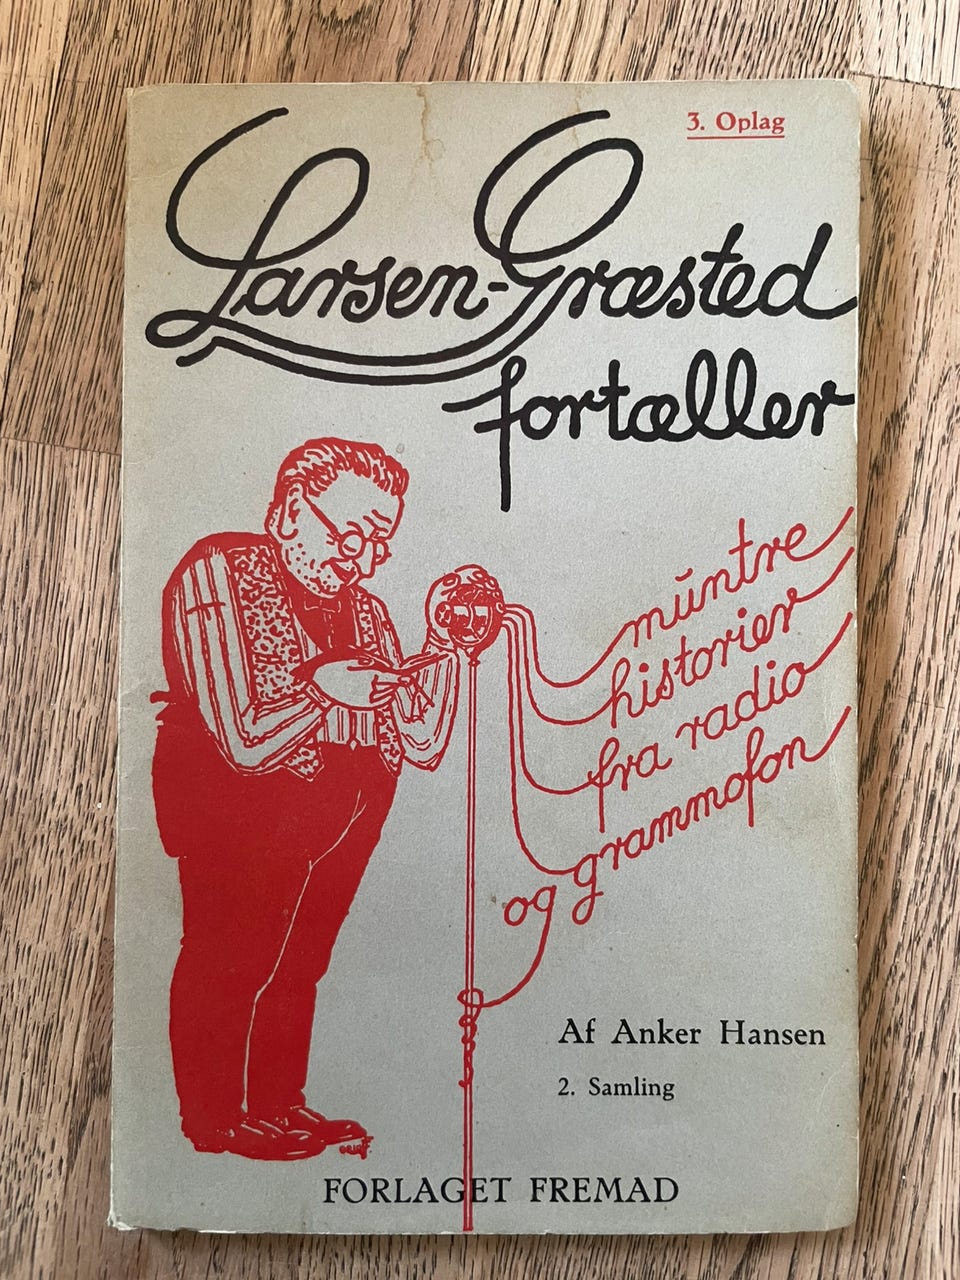 3. Oplag
Larsen-Græsted
fortæller
muntre
historier
fra radio
og grammofon
Af Anker Hansen
2. Samling
FORLAGET FREMAD